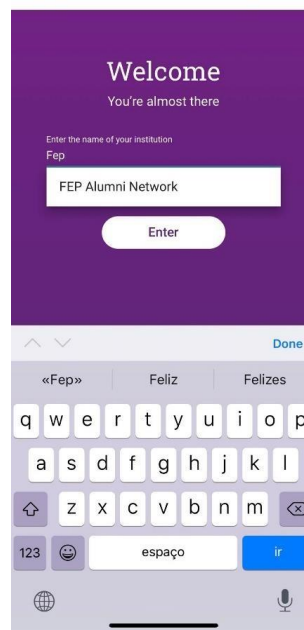 Welcome
You're almost there
Enter the name of your institution
Fep
FEP Alumni Network
Enter
Done
«Fep» Feliz Felizes
q w e r t y u i o p
a s d f g h j k l
z x c v b n m
123 espaço ir